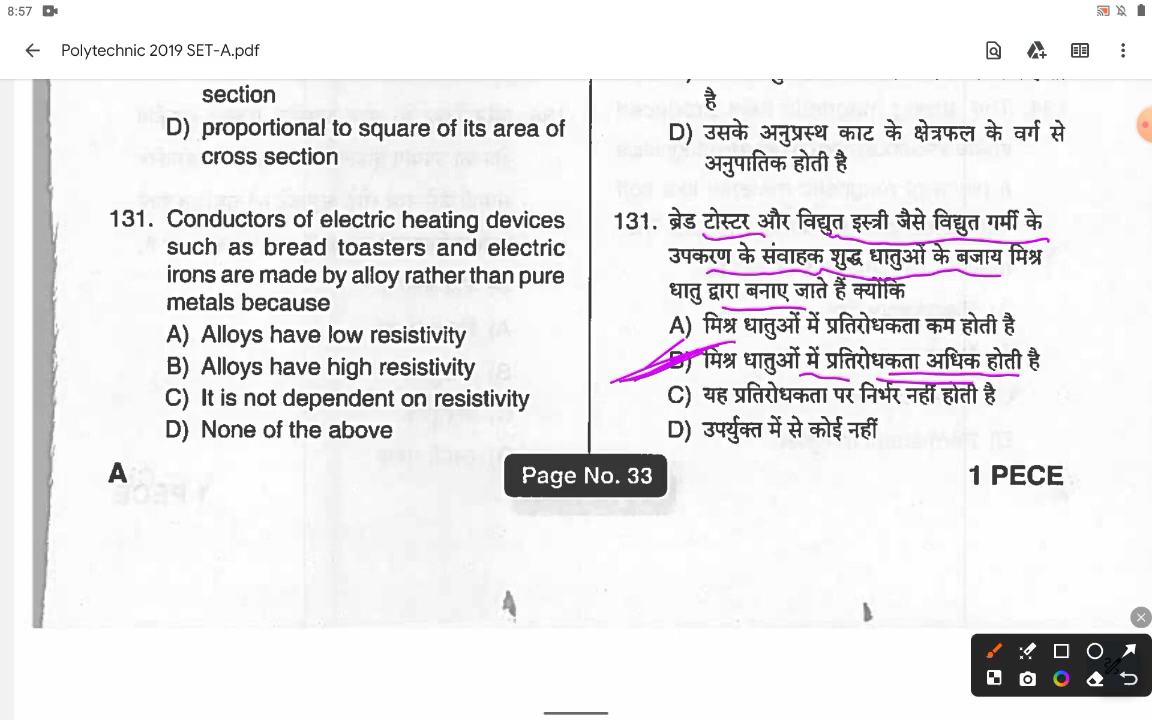 8:57
Polytechnic 2019 SET-A.pdf
section
D) proportional to square of its area of
cross section
131. Conductors of electric heating devices
such as bread toasters and electric
irons are made by alloy rather than pure
metals because
A) Alloys have low resistivity
B) Alloys have high resistivity
C) It is not dependent on resistivity
D) None of the above
है
D) उसके अनुप्रस्थ काट के क्षेत्रफल के वर्ग से
अनुपातिक होती है
131. ब्रेड टोस्टर और विद्युत इस्त्री जैसे विद्युत गर्मी के
उपकरण के संवाहक शुद्ध धातुओं के बजाय मिश्र
धातु द्वारा बनाए जाते हैं क्योंकि
A) मिश्र धातुओं में प्रतिरोधकता कम होती है
B) मिश्र धातुओं में प्रतिरोधकता अधिक होती है
C) यह प्रतिरोधकता पर निर्भर नहीं होती है
D) उपर्युक्त में से कोई नहीं
A
Page No. 33
1 PECE